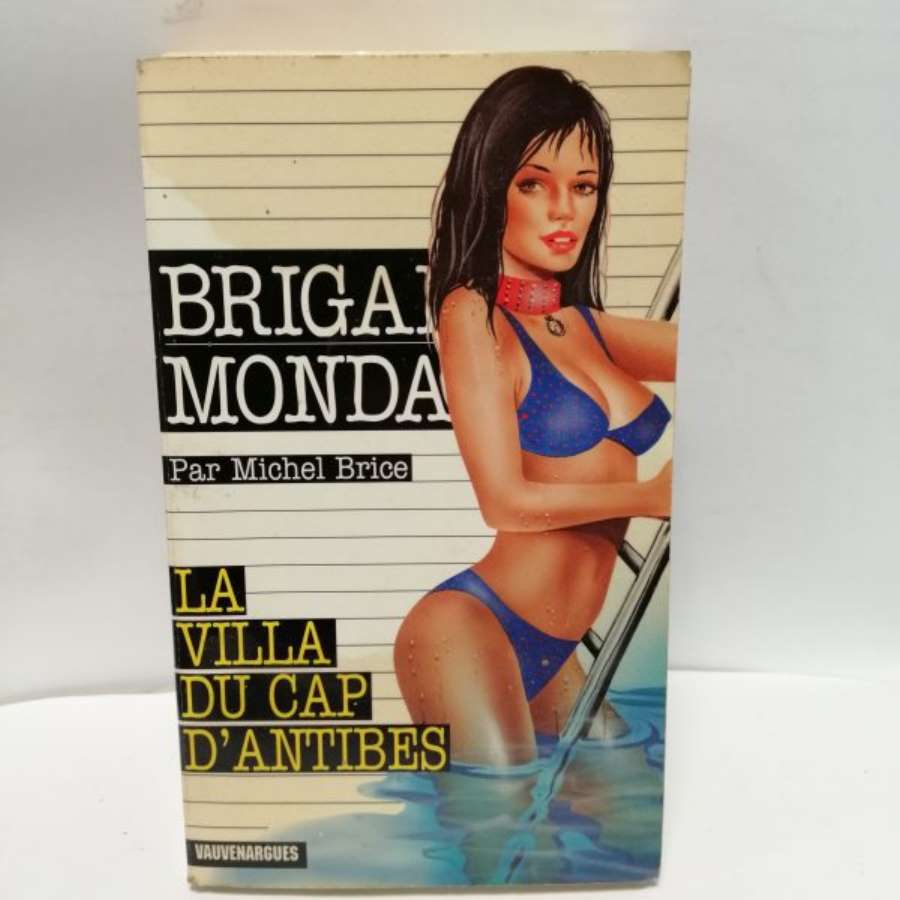 BRIGA
MONDA
Par Michel Brice
LA
VILLA
DU CAP
D'ANTIBES
VAUVENARGUES